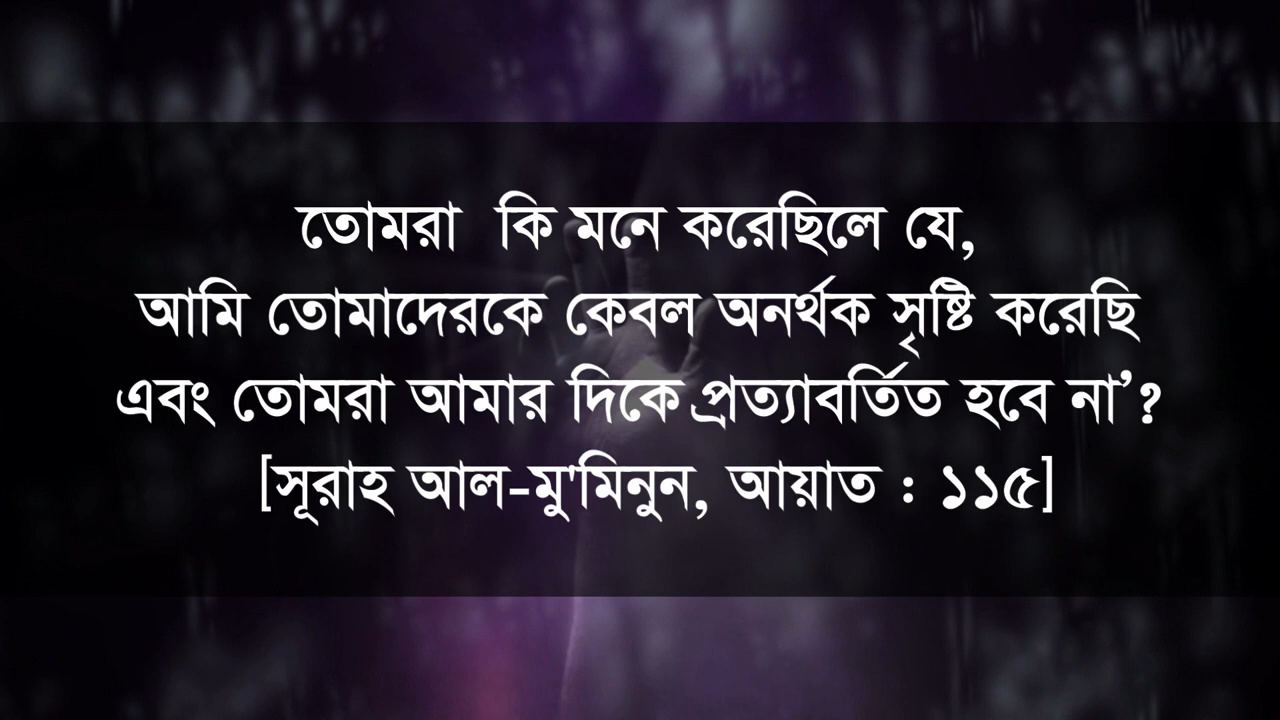 তোমরা কি মনে করেছিলে যে,
আমি তোমাদেরকে কেবল অনর্থক সৃষ্টি করেছি
এবং তোমরা আমার দিকে প্রত্যাবর্তিত হবে না’?
[সূরাহ আল-মু'মিনুন, আয়াত : ১১৫]